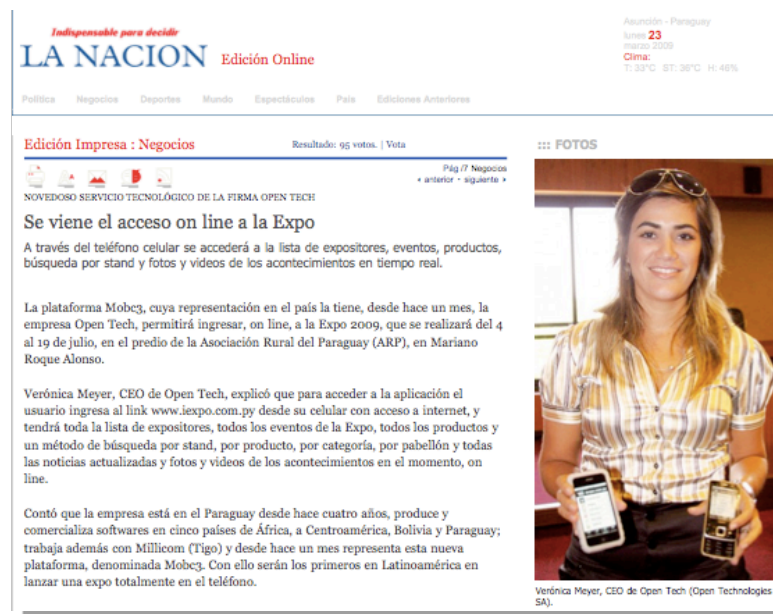 Indispensable para decidir
LA NACION Edición Online
Asunción - Paraguay
lunes 23
marzo 2009
Clima:
T: 33°C ST: 36°C H: 46%
Política Negocios Deportes Mundo Espectáculos País Ediciones Anteriores
Edición Impresa : Negocios
Resultado: 95 votos. | Vota
Pág /7 Negocios
‹ anterior · siguiente ›
NOVEDOSO SERVICIO TECNOLÓGICO DE LA FIRMA OPEN TECH
Se viene el acceso on line a la Expo
A través del teléfono celular se accederá a la lista de expositores, eventos, productos,
búsqueda por stand y fotos y videos de los acontecimientos en tiempo real.
La plataforma Mobc3, cuya representación en el país la tiene, desde hace un mes, la
empresa Open Tech, permitirá ingresar, on line, a la Expo 2009, que se realizará del 4
al 19 de julio, en el predio de la Asociación Rural del Paraguay (ARP), en Mariano
Roque Alonso.
Verónica Meyer, CEO de Open Tech, explicó que para acceder a la aplicación el
usuario ingresa al link www.iexpo.com.py desde su celular con acceso a internet, y
tendrá toda la lista de expositores, todos los eventos de la Expo, todos los productos y
un método de búsqueda por stand, por producto, por categoría, por pabellón y todas
las noticias actualizadas y fotos y videos de los acontecimientos en el momento, on
line.
Contó que la empresa está en el Paraguay desde hace cuatro años, produce y
comercializa softwares en cinco países de África, a Centroamérica, Bolivia y Paraguay;
trabaja además con Millicom (Tigo) y desde hace un mes representa esta nueva
plataforma, denominada Mobc3. Con ello serán los primeros en Latinoamérica en
lanzar una expo totalmente en el teléfono.
::: FOTOS
Verónica Meyer, CEO de Open Tech (Open Technologies
SA).